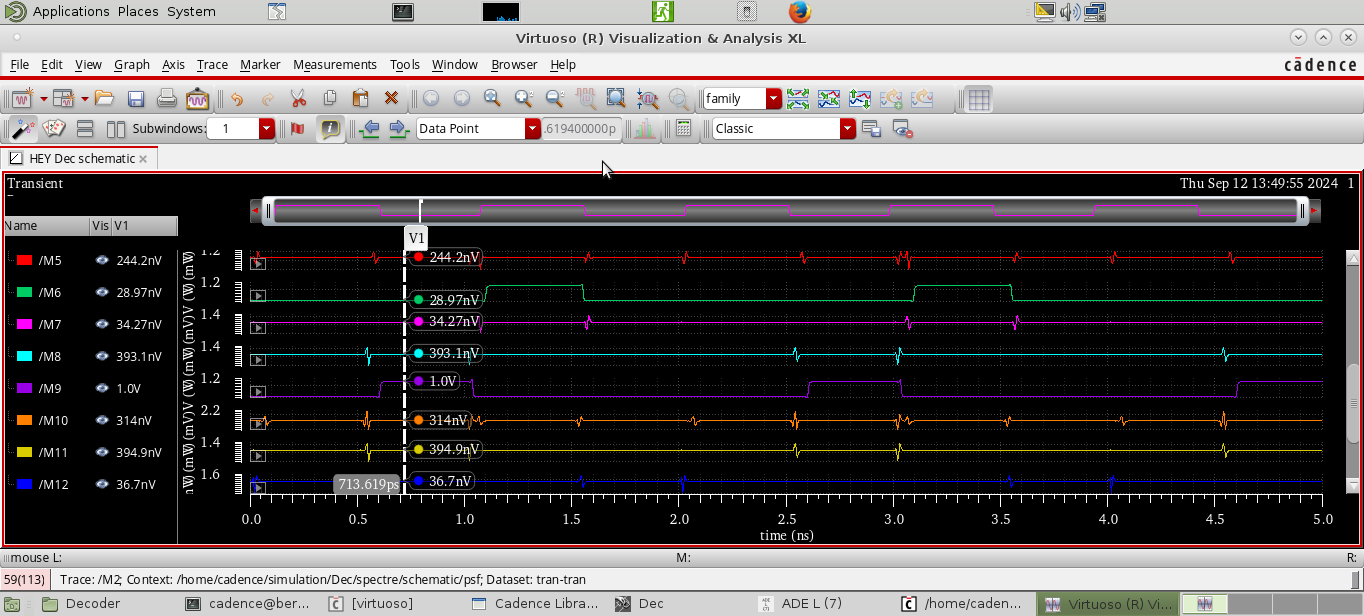 Applications Places System
Virtuoso (R) Visualization & Analysis XL
File Edit View Graph Axis Trace Marker Measurements Tools Window Browser Help
cādence
family
Subwindows: 1
Data Point
.619400000p
Classic
HEY Dec schematic
Transient
Thu Sep 12 13:49:55 2024 1
Name Vis V1
V1
/M5 244.2nV
1.2
244.2nV
/M6 28.97nV
1.2
28.97nV
/M7 34.27nV
1.4
34.27nV
/M8 393.1nV
1.4
393.1nV
/M9 1.0V
1.2
1.0V
/M10 314nV
2.2
314nV
/M11 394.9nV
1.4
394.9nV
/M12 36.7nV
1.6
713.619ps
36.7nV
0.0 0.5 1.0 1.5 2.0 2.5 3.0 3.5 4.0 4.5 5.0
time (ns)
mouse L: M: R:
59(113) Trace: /M2; Context: /home/cadence/simulation/Dec/spectre/schematic/psf; Dataset: tran-tran
Decoder cadence@ber... [virtuoso] Cadence Libra... Dec ADE L (7) /home/caden... Virtuoso (R) Vi...